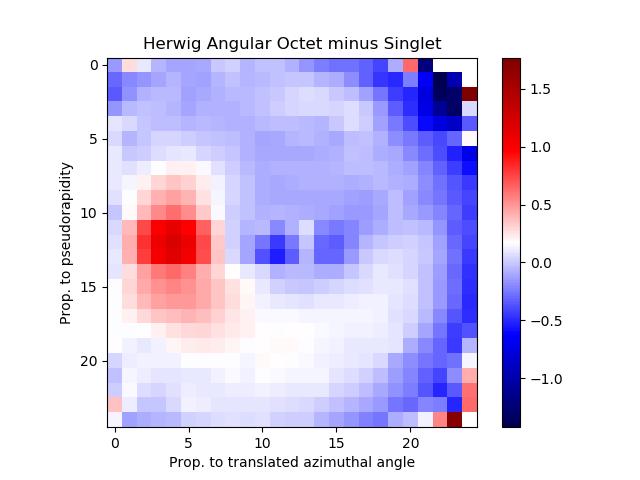 Herwig Angular Octet minus Singlet
Prop. to pseudorapidity
0
5
10
15
20
0 5 10 15 20
Prop. to translated azimuthal angle
1.5
1.0
0.5
0.0
−0.5
−1.0